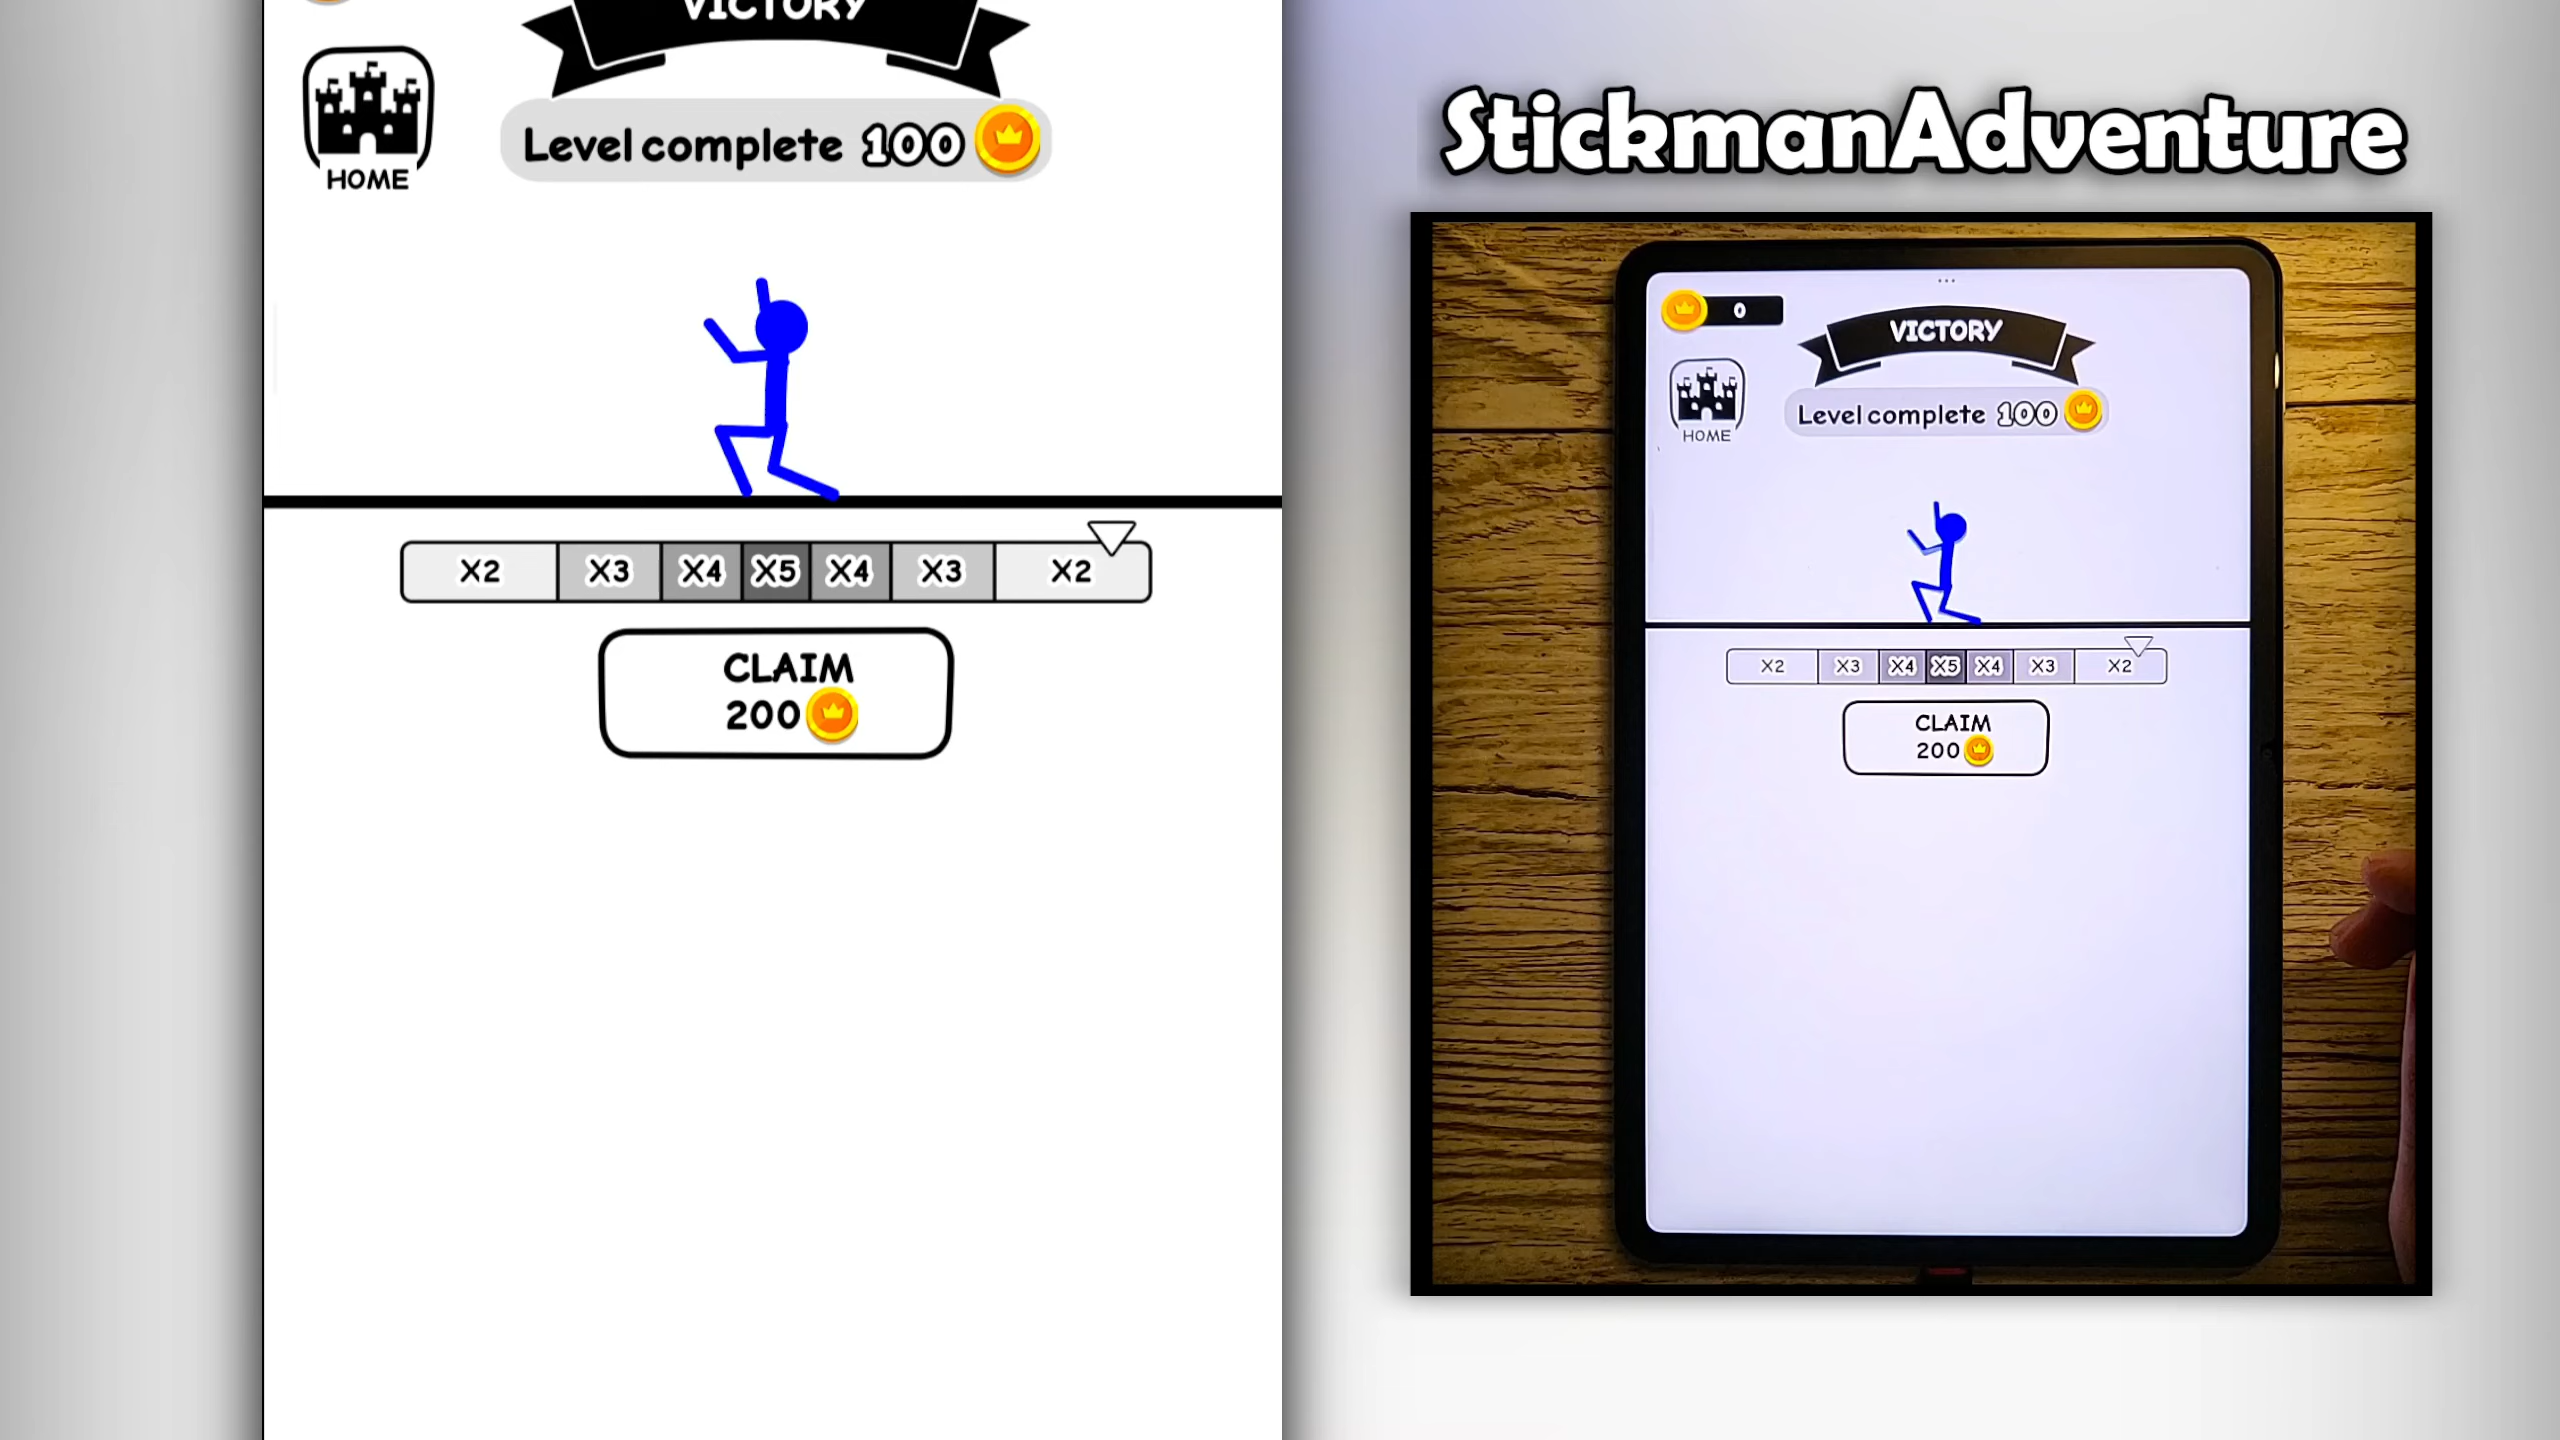 VICTORY
HOME
Level complete 100
X2 X3 X4 X5 X4 X3 X2
CLAIM
200
StickmanAdventure
0
VICTORY
HOME
Level complete 100
X2 X3 X4 X5 X4 X3 X2
CLAIM
200